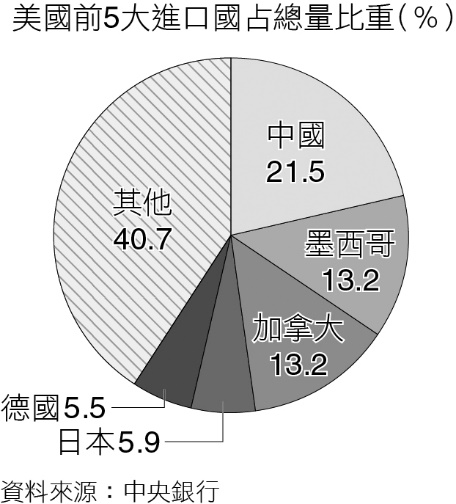 美國前5大進口國占總量比重(％)
中國
21.5
墨西哥
13.2
加拿大
13.2
其他
40.7
德國5.5
日本5.9
資料來源：中央銀行